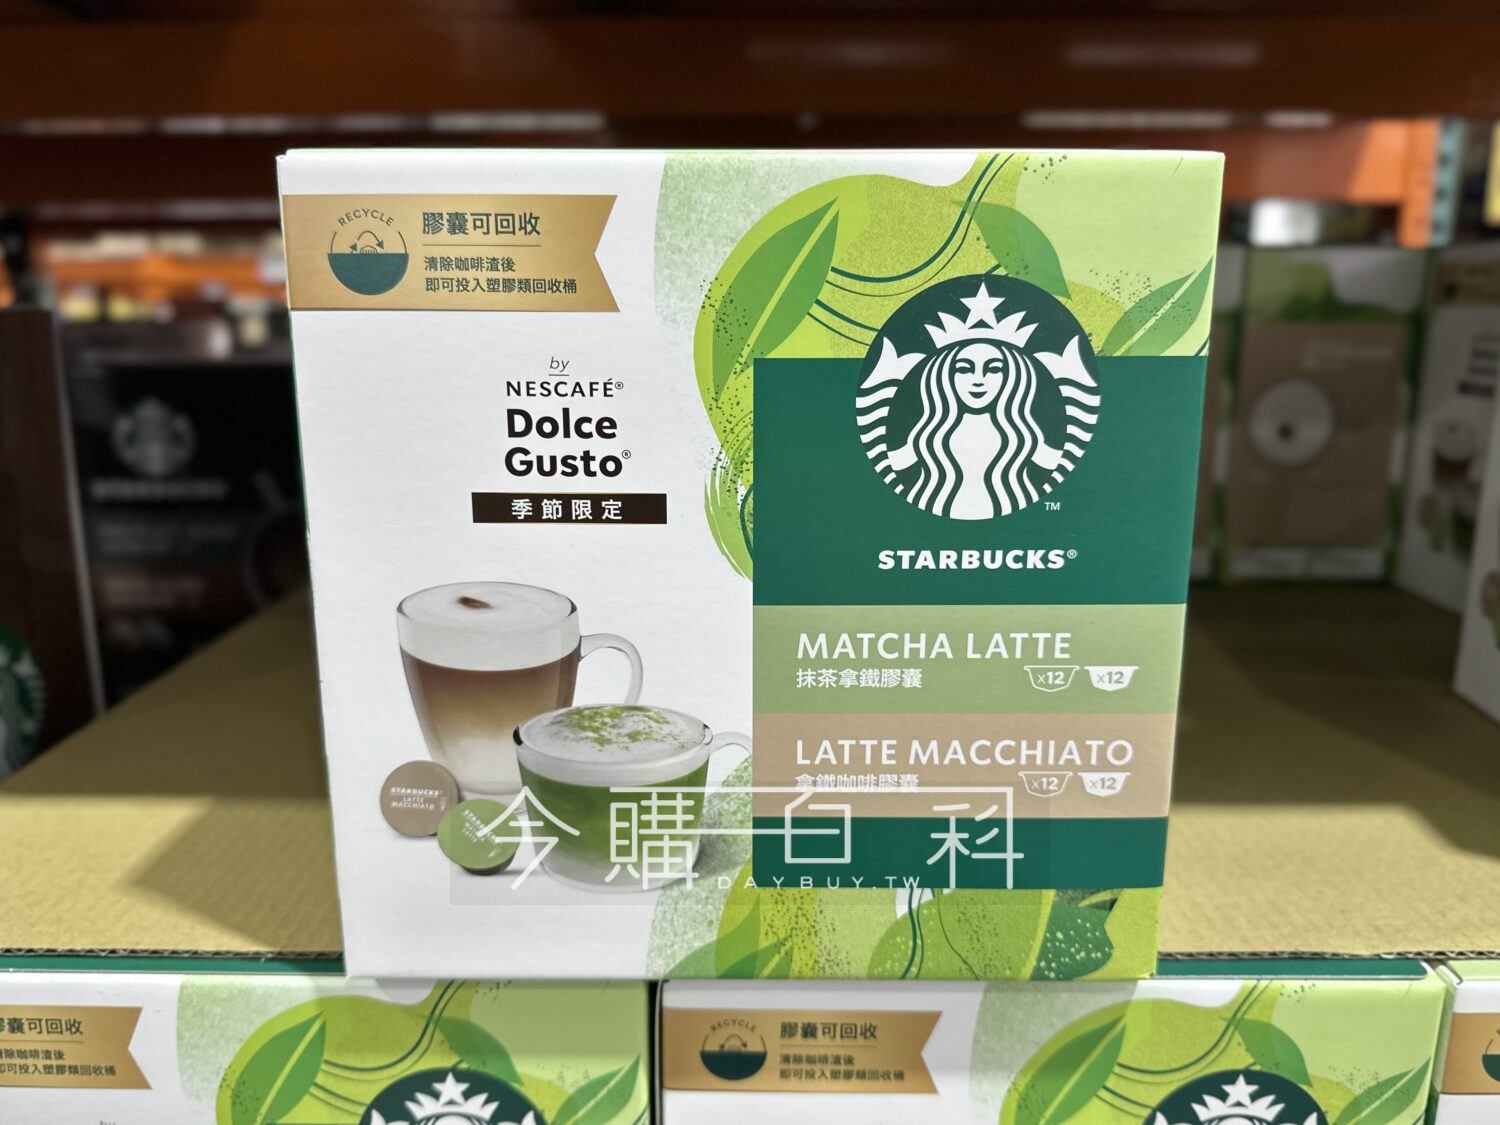 RECYCLE
膠囊可回收
清除咖啡渣後
即可投入塑膠類回收桶
by
NESCAFÉ®
Dolce
Gusto®
季節限定
TM
STARBUCKS®
MATCHA LATTE
抹茶拿鐵膠囊 x12 x12
LATTE MACCHIATO
拿鐵咖啡膠囊 x12 x12
STARBUCKS
LATTE
MACCHIATO
今購百科
DAYBUY.TW
膠囊可回收
清除咖啡渣後
即可投入塑膠類回收桶
RECYCLE
膠囊可回收
清除咖啡渣後
即可投入塑膠類回收桶